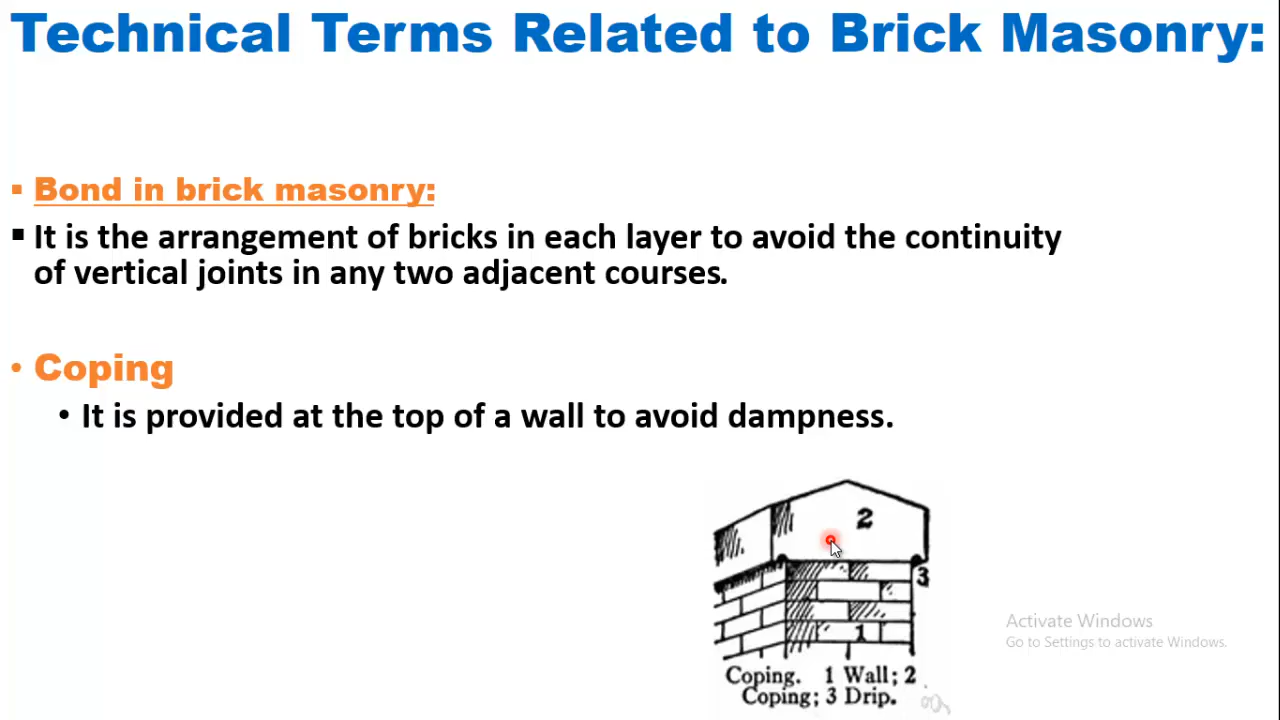 Technical Terms Related to Brick Masonry:
▪ Bond in brick masonry:
▪ It is the arrangement of bricks in each layer to avoid the continuity
of vertical joints in any two adjacent courses.
• Coping
• It is provided at the top of a wall to avoid dampness.
2
3
1
Activate Windows
Go to Settings to activate Windows.
Coping. 1 Wall; 2
Coping; 3 Drip.